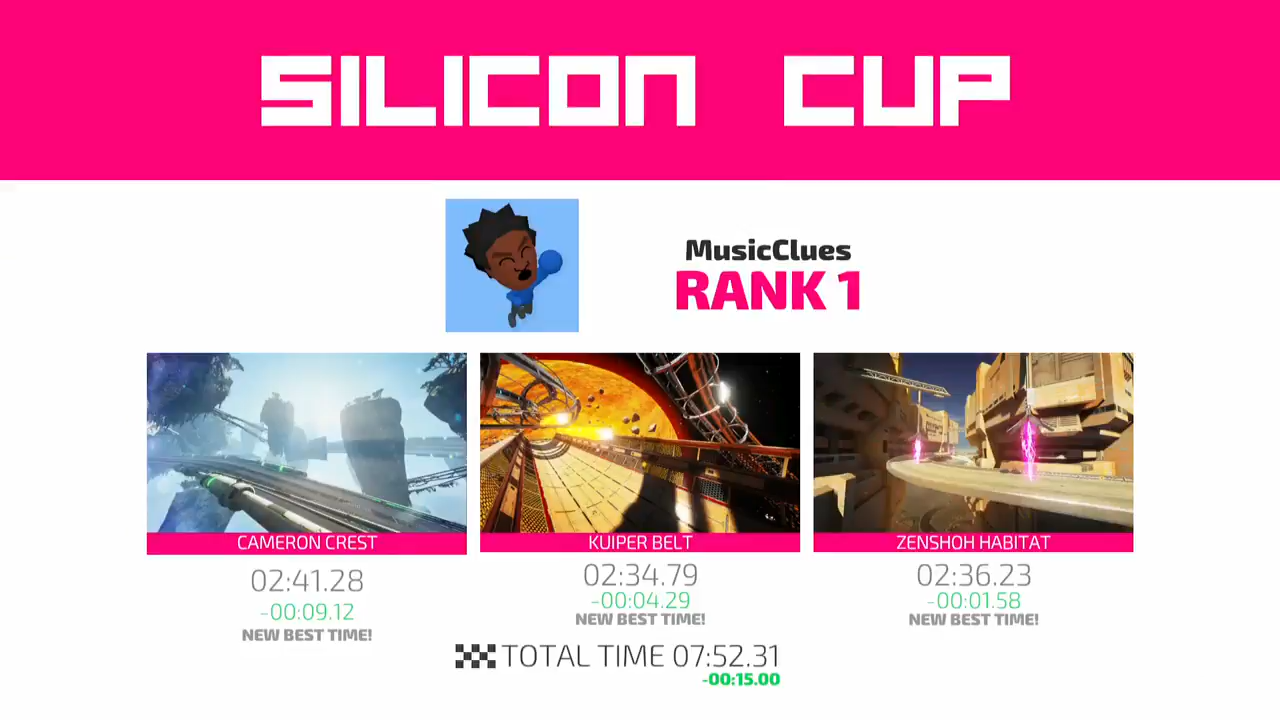 SILICON CUP
MusicClues
RANK 1
CAMERON CREST
02:41.28
-00:09.12
NEW BEST TIME!
KUIPER BELT
02:34.79
-00:04.29
NEW BEST TIME!
ZENSHOH HABITAT
02:36.23
-00:01.58
NEW BEST TIME!
TOTAL TIME 07:52.31
-00:15.00